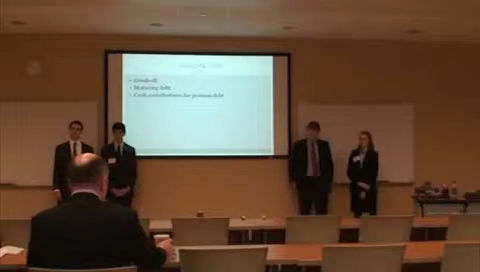 • Goodwill
• Maturing debt
• Cash contributions for pension debt